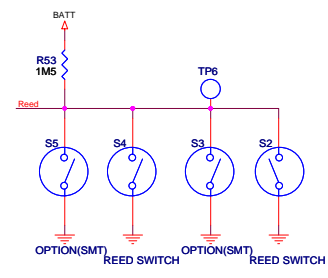 BATT
R53
1M5
TP6
Reed
S5
S4
S3
S2
OPTION(SMT)
REED SWITCH
OPTION(SMT)
REED SWITCH